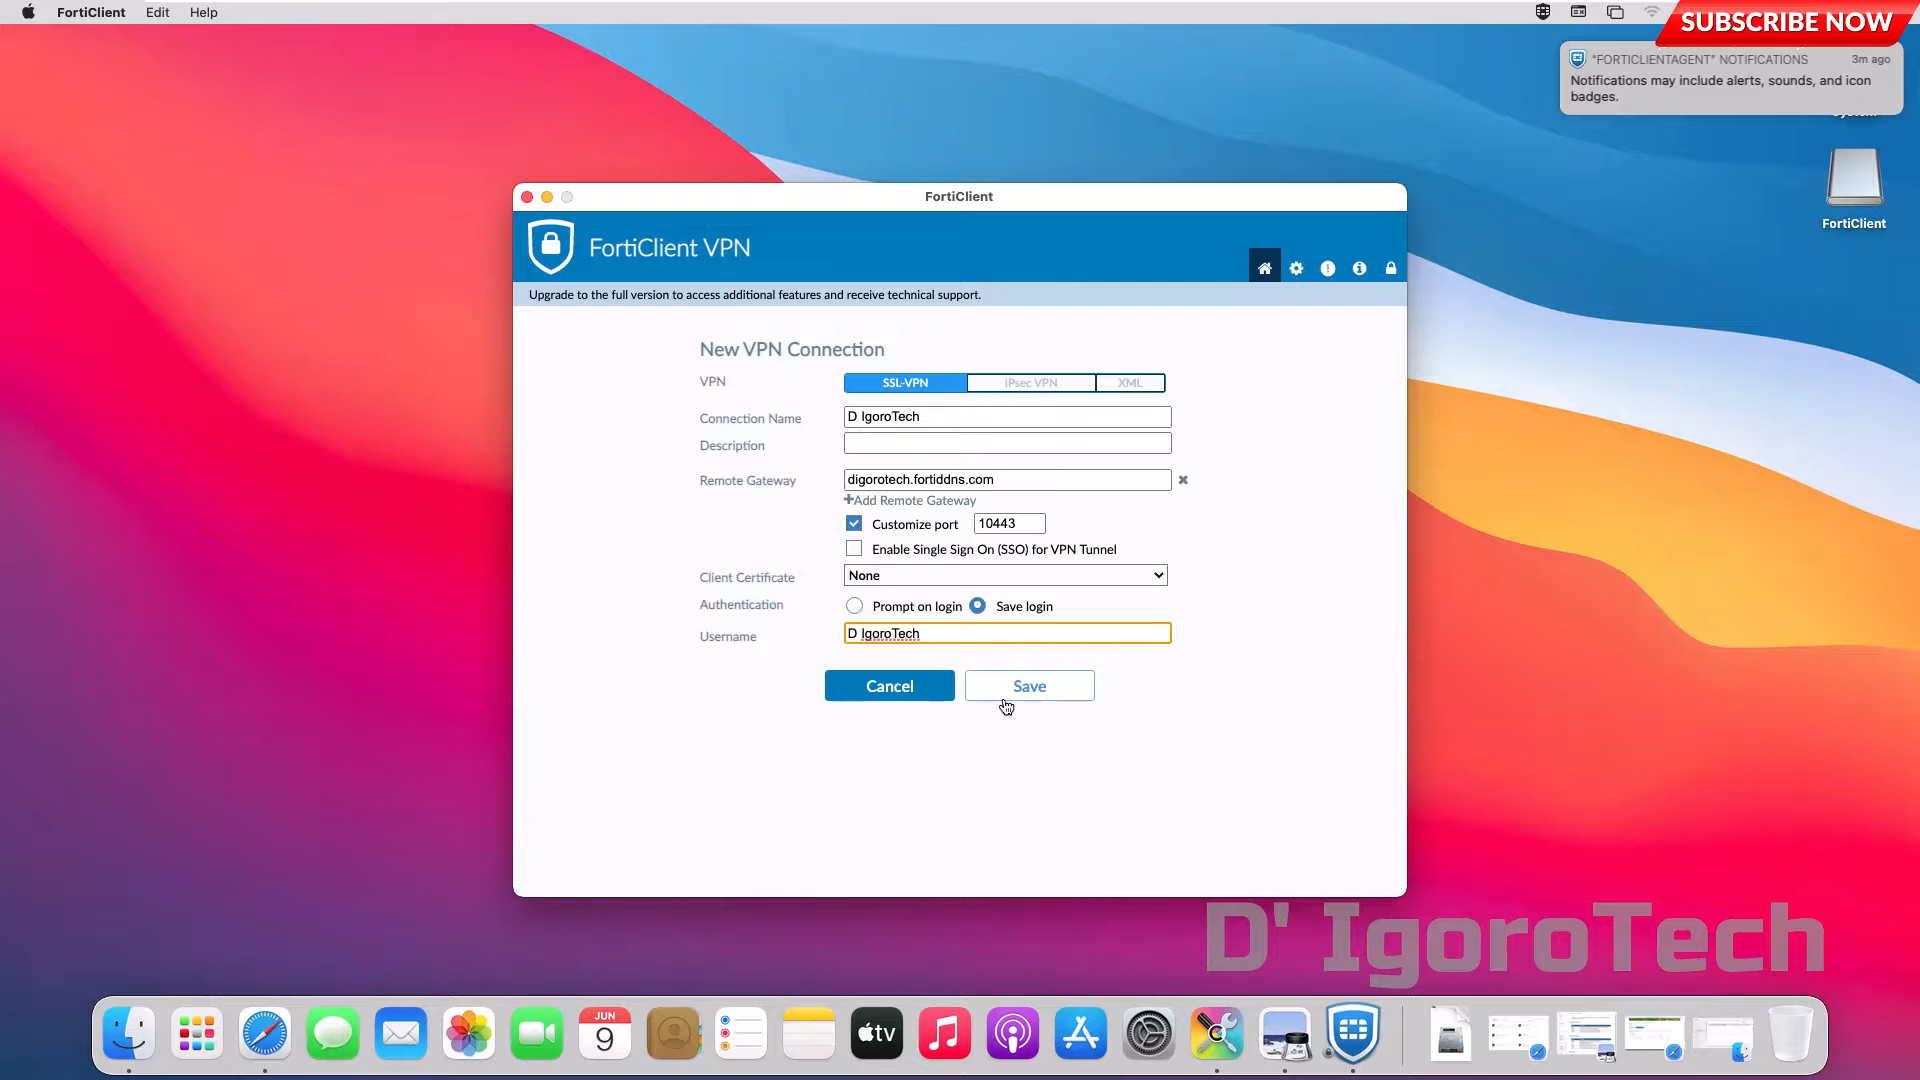 FortiClient Edit Help
SUBSCRIBE NOW
"FORTICLIENTAGENT" NOTIFICATIONS 3m ago
Notifications may include alerts, sounds, and icon
badges.
FortiClient
FortiClient
FortiClient VPN
Upgrade to the full version to access additional features and receive technical support.
New VPN Connection
VPN SSL-VPN IPsec VPN XML
Connection Name D IgoroTech
Description
Remote Gateway digorotech.fortiddns.com
+Add Remote Gateway
Customize port 10443
Enable Single Sign On (SSO) for VPN Tunnel
Client Certificate None
Authentication Prompt on login Save login
Username D IgoroTech
Cancel Save
D' IgoroTech
JUN
9
tv